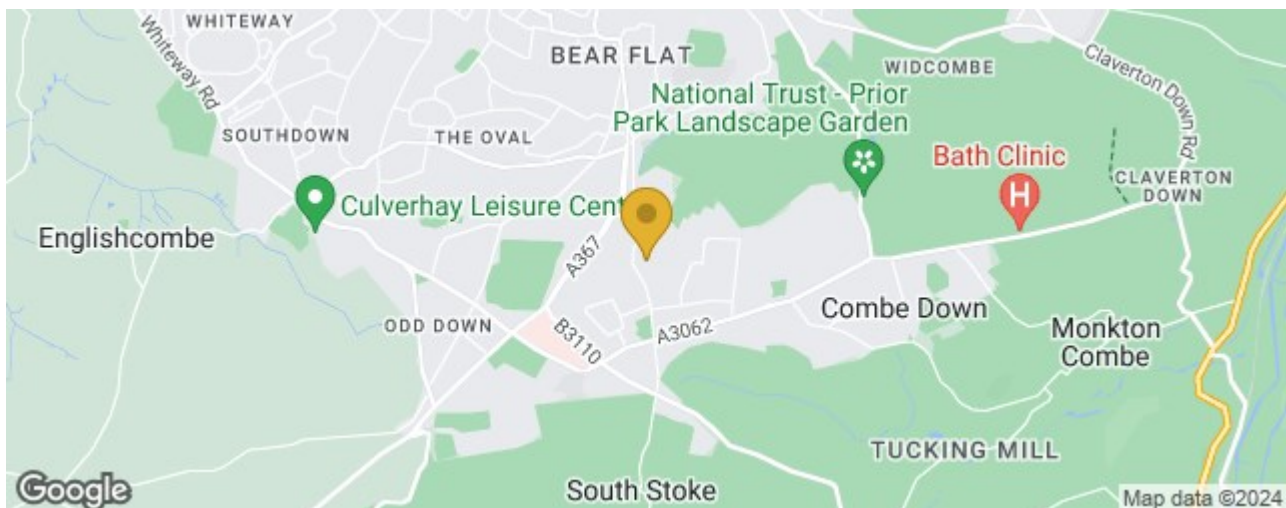 WHITEWAY
Whiteway Rd
BEAR FLAT
WIDCOMBE
Claverton Down Rd
National Trust - Prior
Park Landscape Garden
SOUTHDOWN
THE OVAL
Bath Clinic
H
CLAVERTON
DOWN
Culverhay Leisure Cent
Englishcombe
A367
ODD DOWN
B3110
A3062
Combe Down
Monkton
Combe
TUCKING MILL
South Stoke
Google
Map data ©2024